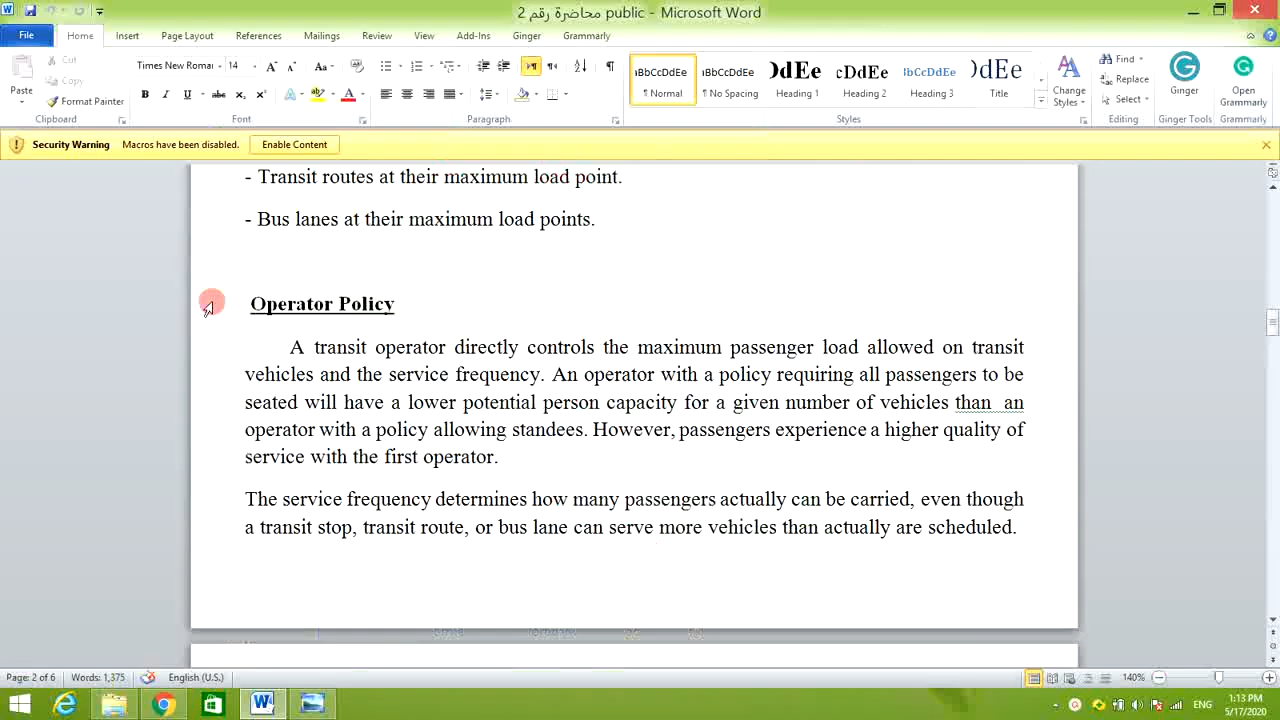 محاضرة رقم 2 public - Microsoft Word
File Home Insert Page Layout References Mailings Review View Add-Ins Ginger Grammarly
Paste
Cut
Copy
Format Painter
Clipboard
Times New Roma 14
Font
Paragraph
AaBbCcDdEe AaBbCcDdEe AaBbCcDdEe AaBbCcDdEe AaBbCcDdEe
¶ Normal ¶ No Spacing Heading 1 Heading 2 Heading 3 Title
Change Styles
Styles
Find
Replace
Select
Editing
Ginger
Ginger Tools
Open Grammarly
Grammarly
Security Warning Macros have been disabled. Enable Content
- Transit routes at their maximum load point.
- Bus lanes at their maximum load points.
Operator Policy
A transit operator directly controls the maximum passenger load allowed on transit
vehicles and the service frequency. An operator with a policy requiring all passengers to be
seated will have a lower potential person capacity for a given number of vehicles than an
operator with a policy allowing standees. However, passengers experience a higher quality of
service with the first operator.
The service frequency determines how many passengers actually can be carried, even though
a transit stop, transit route, or bus lane can serve more vehicles than actually are scheduled.
Page: 2 of 6 Words: 1,375 English (U.S.) 140%
ENG
1:13 PM
5/17/2020